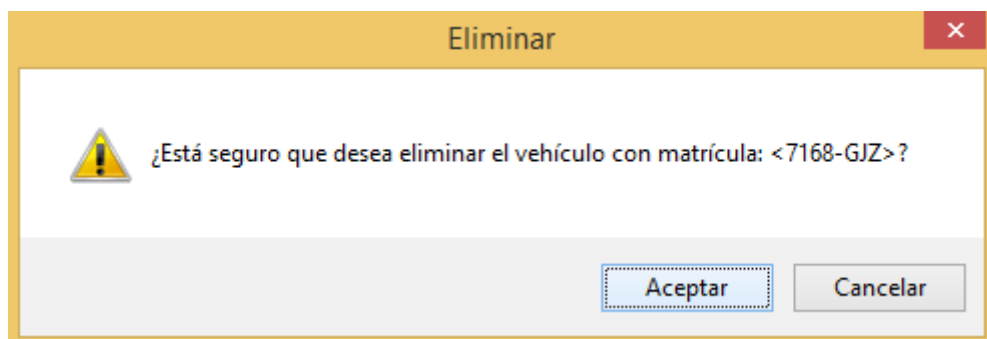 Eliminar
¿Está seguro que desea eliminar el vehículo con matrícula: <7168-GJZ>?
Aceptar Cancelar